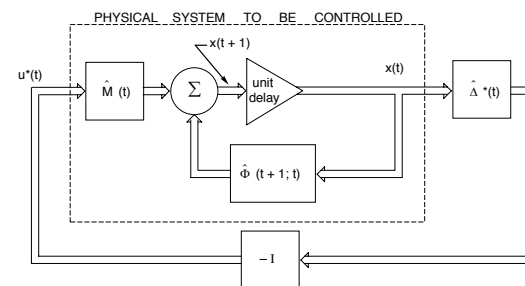 PHYSICAL SYSTEM TO BE CONTROLLED
x(t + 1)
u*(t)
M̂ (t)
Σ
unit
delay
x(t)
Δ̂ *(t)
Φ̂ (t + 1; t)
– I